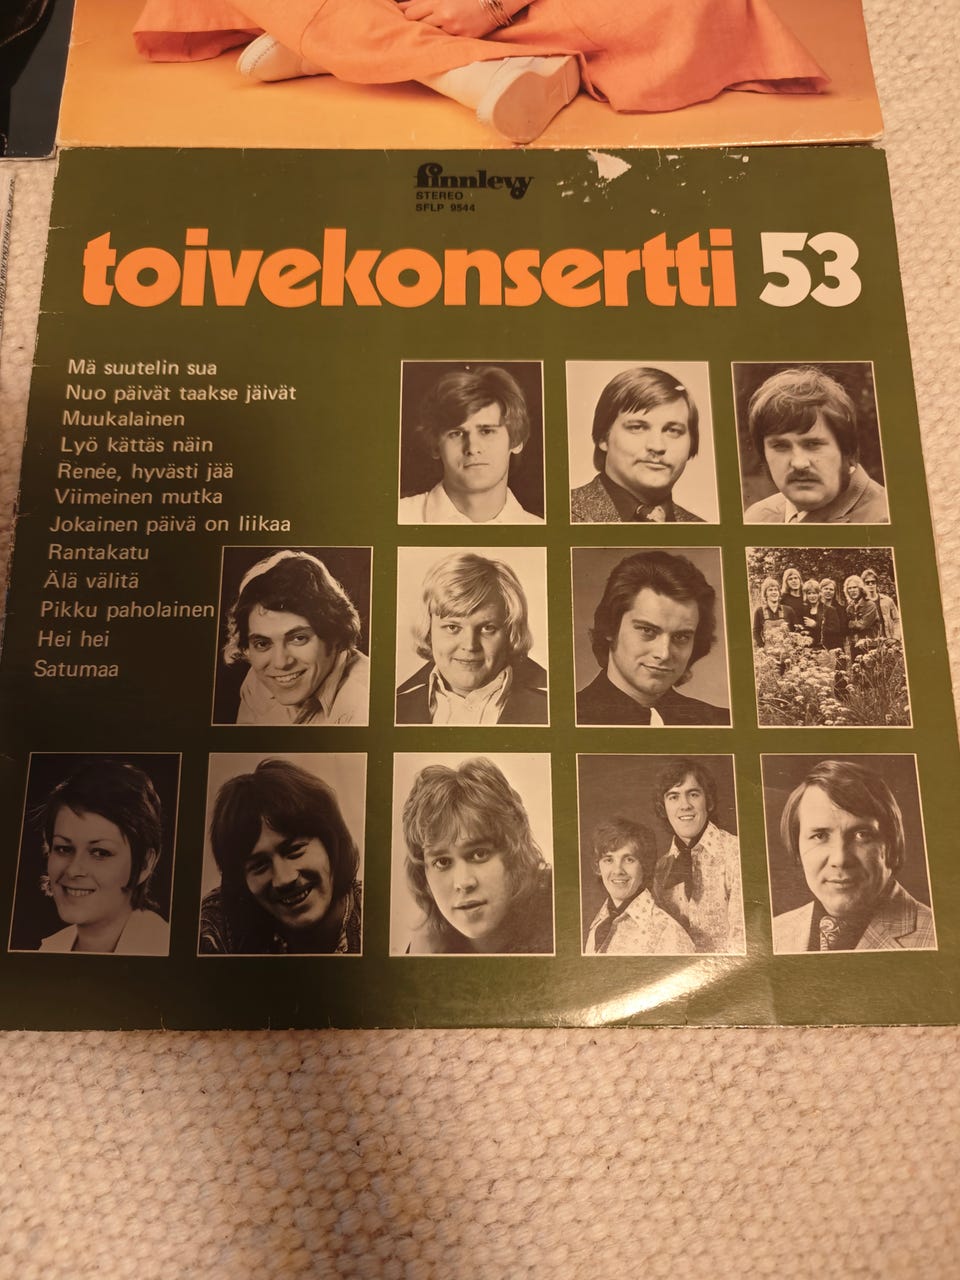 finnlevy
STEREO
SFLP 9544
toivekonsertti 53
Mä suutelin sua
Nuo päivät taakse jäivät
Muukalainen
Lyö kättäs näin
Renée, hyvästi jää
Viimeinen mutka
Jokainen päivä on liikaa
Rantakatu
Älä välitä
Pikku paholainen
Hei hei
Satumaa